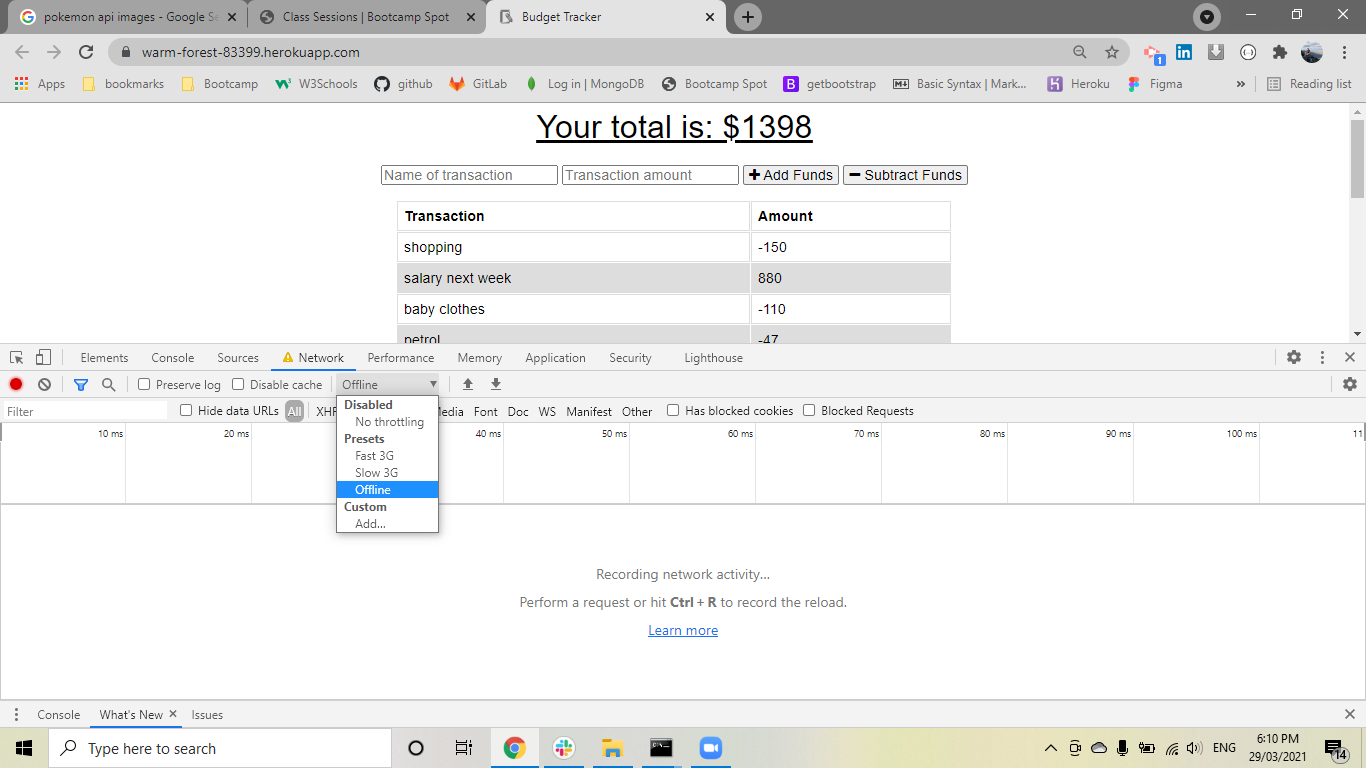 pokemon api images - Google Se
Class Sessions | Bootcamp Spot
Budget Tracker
warm-forest-83399.herokuapp.com
1
Apps
bookmarks
Bootcamp
W3Schools
github
GitLab
Log in | MongoDB
Bootcamp Spot
getbootstrap
Basic Syntax | Mark...
Heroku
Figma
»
Reading list
Your total is: $1398
Name of transaction Transaction amount + Add Funds − Subtract Funds
Transaction Amount
shopping -150
salary next week 880
baby clothes -110
petrol -47
Elements Console Sources Network Performance Memory Application Security Lighthouse
Preserve log Disable cache Offline
Filter Hide data URLs All XHR Media Font Doc WS Manifest Other Has blocked cookies Blocked Requests
Disabled
No throttling
Presets
Fast 3G
Slow 3G
Offline
Custom
Add...
10 ms 20 ms 40 ms 50 ms 60 ms 70 ms 80 ms 90 ms 100 ms 11
Recording network activity...
Perform a request or hit Ctrl + R to record the reload.
Learn more
Console What's New Issues
Type here to search
ENG
6:10 PM
29/03/2021
14